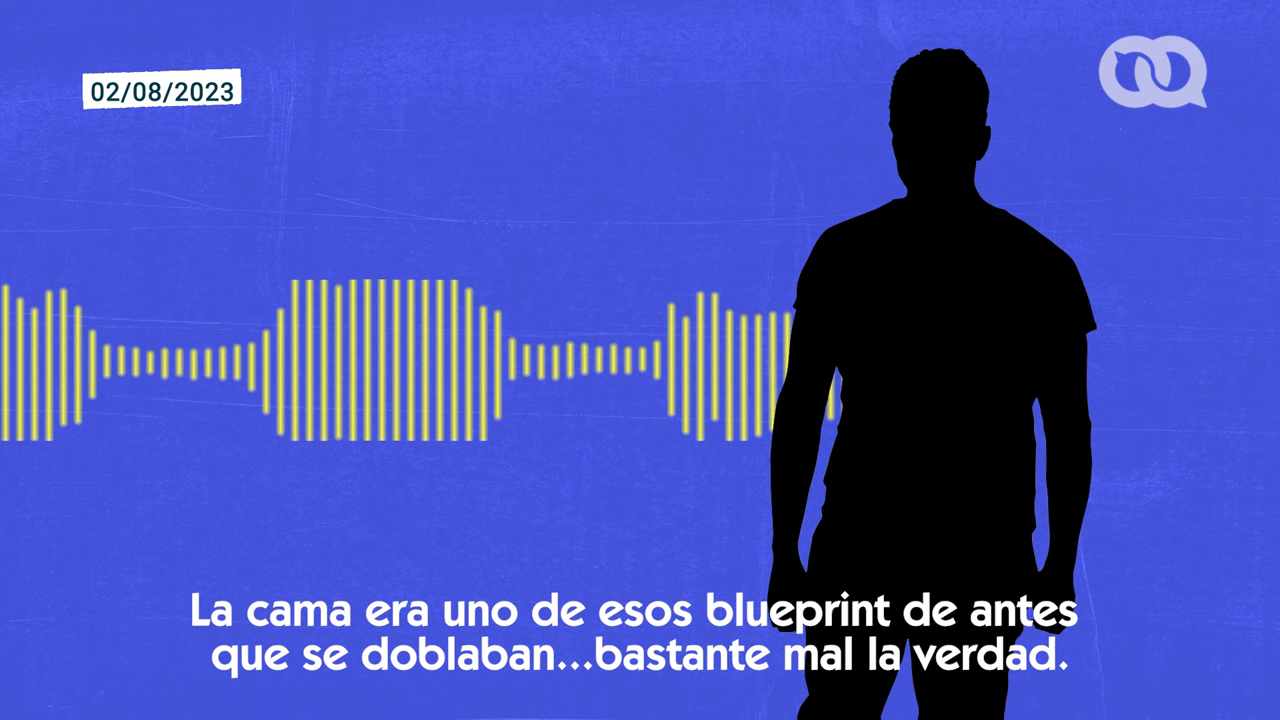 02/08/2023
La cama era uno de esos blueprint de antes
que se doblaban...bastante mal la verdad.